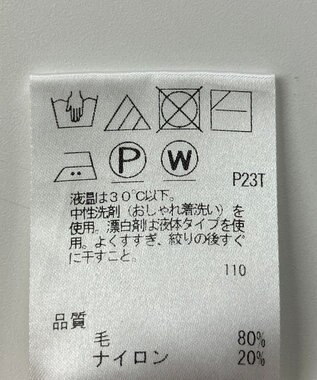 P
W
P23T
液温は30℃以下。
中性洗剤（おしゃれ着洗い）を
使用。漂白剤は液体タイプを使
用。よくすすぎ、絞りの後すぐ
に干すこと。
110
品質
毛 80%
ナイロン 20%